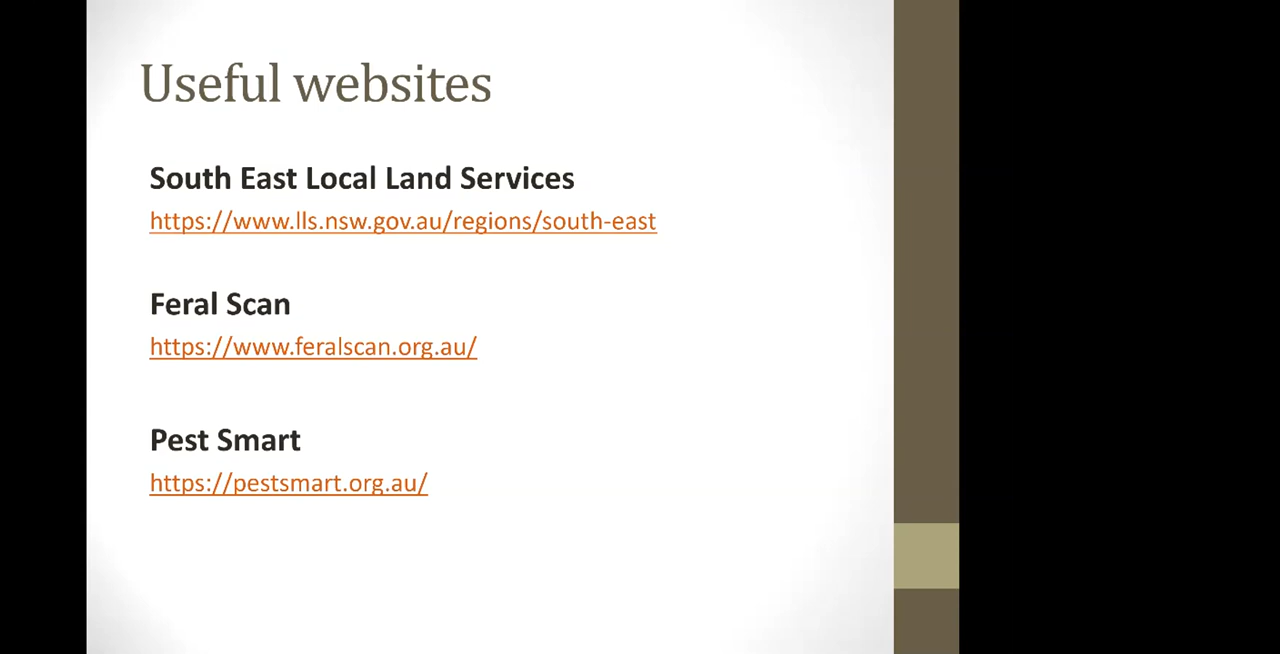 Useful websites
South East Local Land Services
https://www.lls.nsw.gov.au/regions/south-east
Feral Scan
https://www.feralscan.org.au/
Pest Smart
https://pestsmart.org.au/